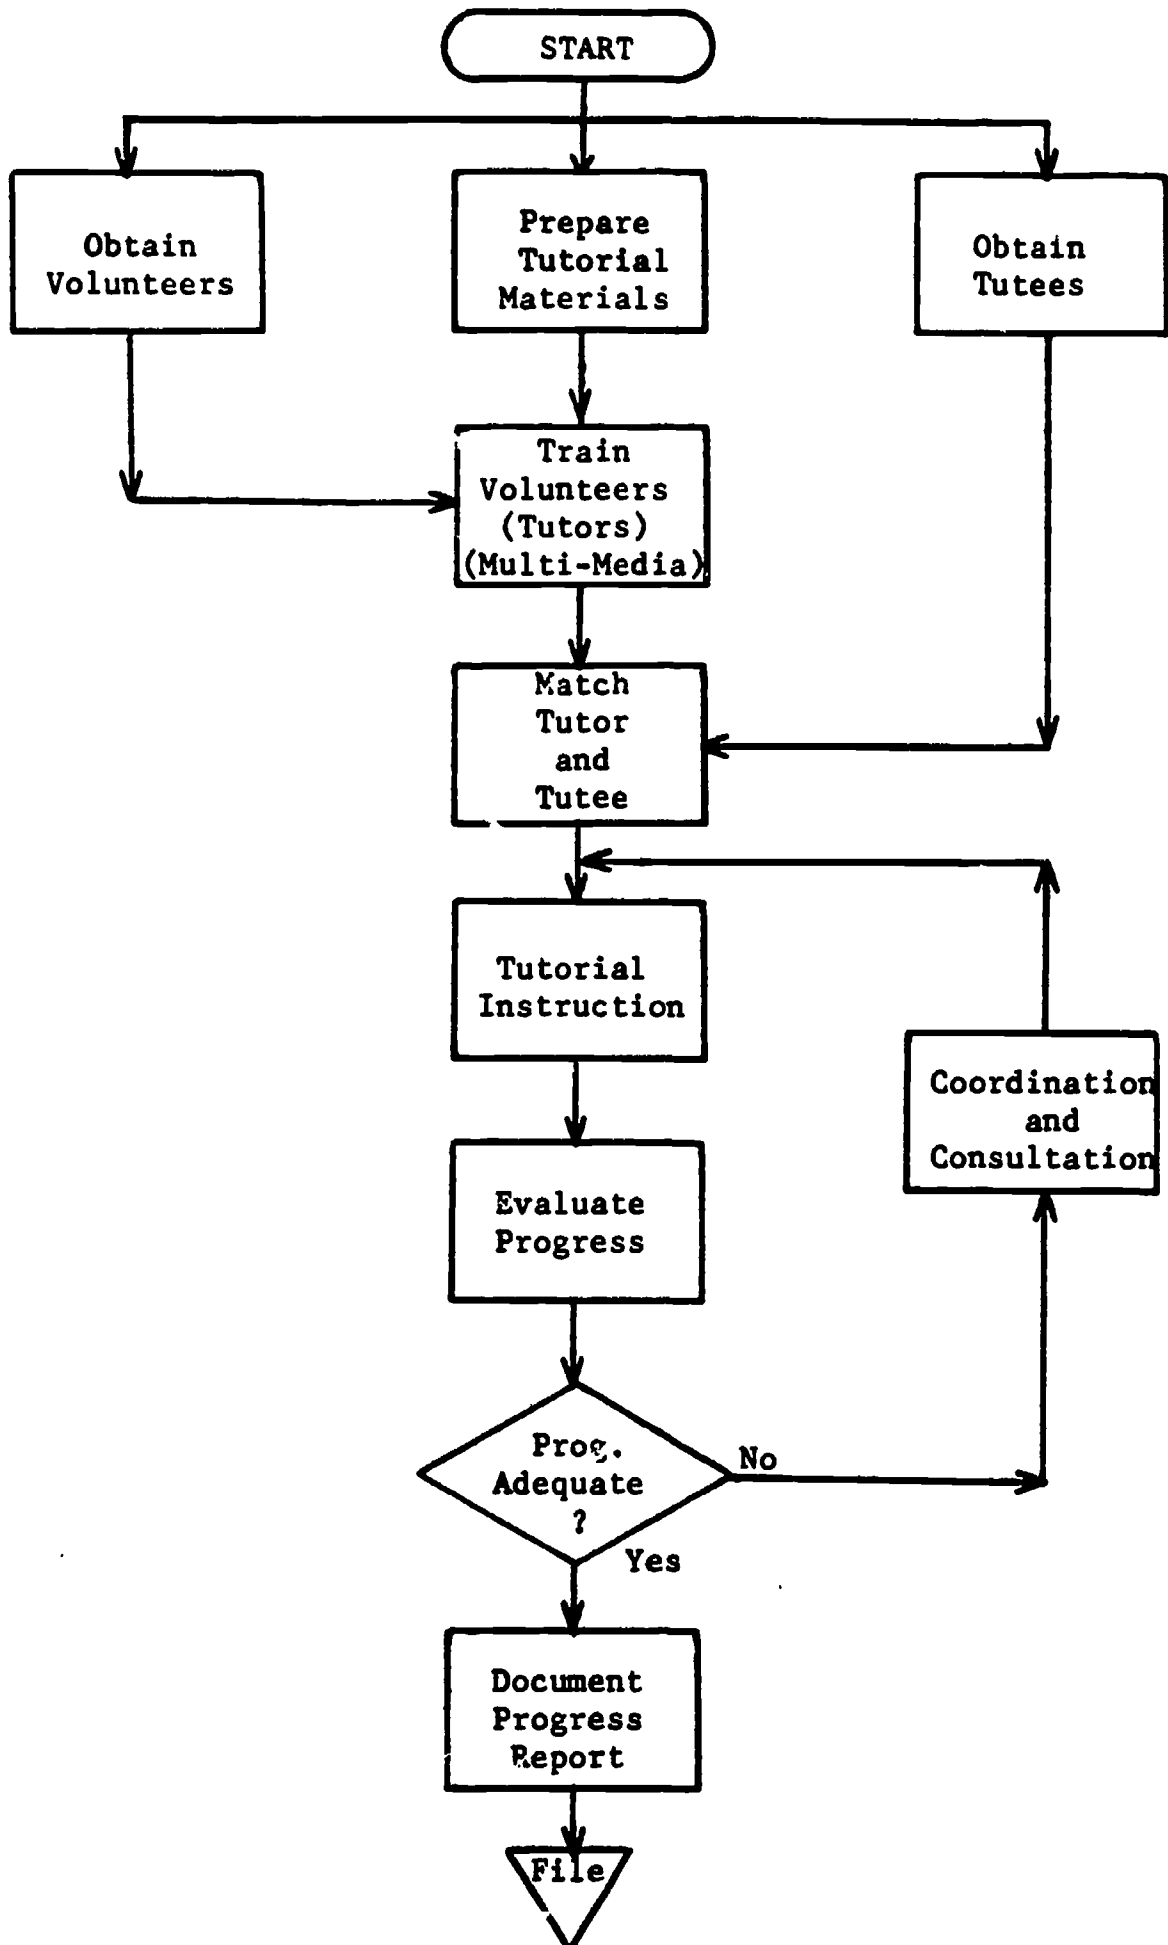 START
Obtain
Volunteers
Prepare
Tutorial
Materials
Obtain
Tutees
Train
Volunteers
(Tutors)
(Multi-Media)
Match
Tutor
and
Tutee
Tutorial
Instruction
Coordination
and
Consultation
Evaluate
Progress
Prog.
Adequate
?
No
Yes
Document
Progress
Report
File